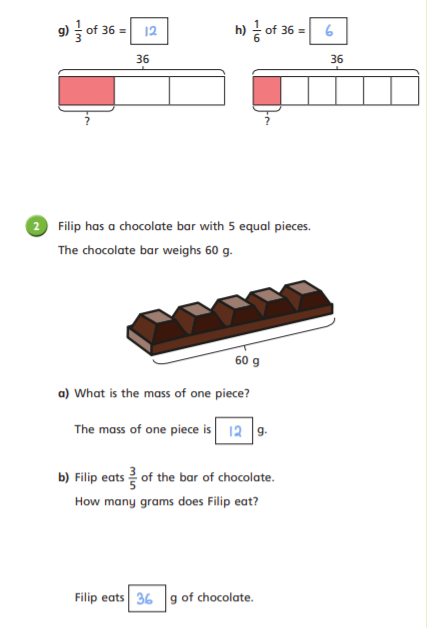 g) 1/3 of 36 = 12
h) 1/6 of 36 = 6
36
36
?
?
2 Filip has a chocolate bar with 5 equal pieces.
The chocolate bar weighs 60 g.
60 g
a) What is the mass of one piece?
The mass of one piece is 12 g.
b) Filip eats 3/5 of the bar of chocolate.
How many grams does Filip eat?
Filip eats 36 g of chocolate.